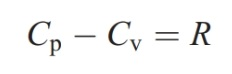 Cₚ − Cᵥ = R